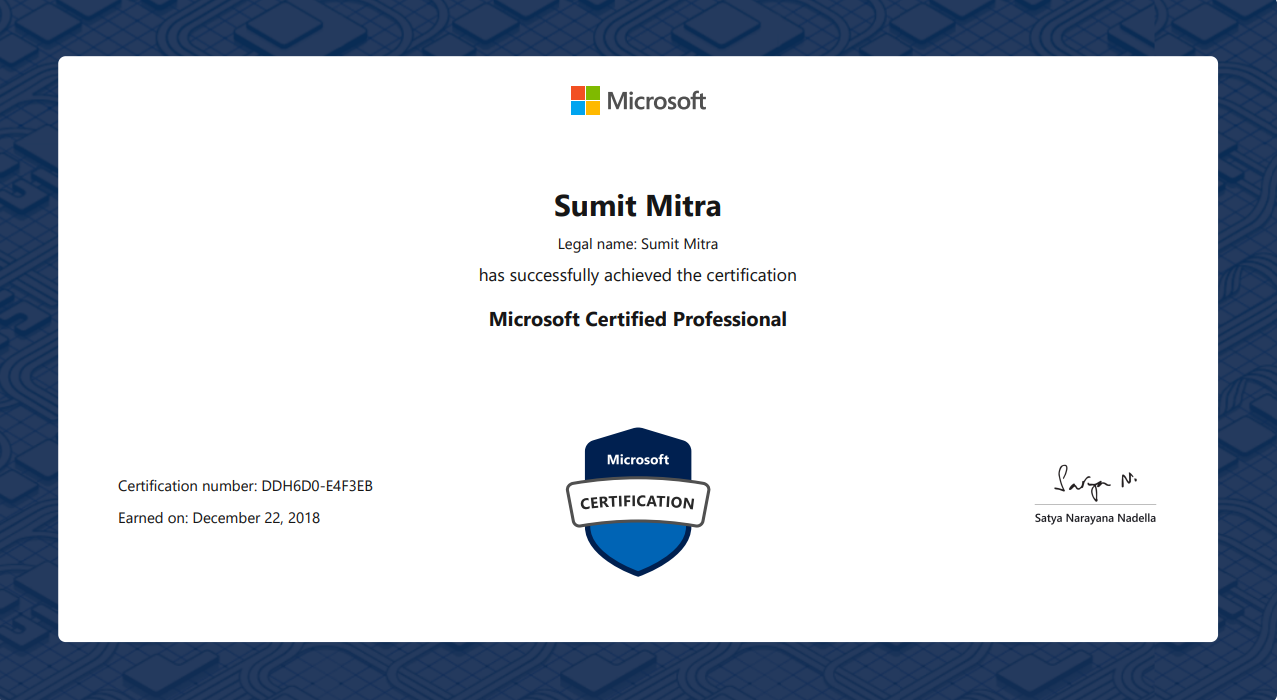 Microsoft
Sumit Mitra
Legal name: Sumit Mitra
has successfully achieved the certification
Microsoft Certified Professional
Certification number: DDH6D0-E4F3EB
Earned on: December 22, 2018
Microsoft
CERTIFICATION
Satya N.
Satya Narayana Nadella